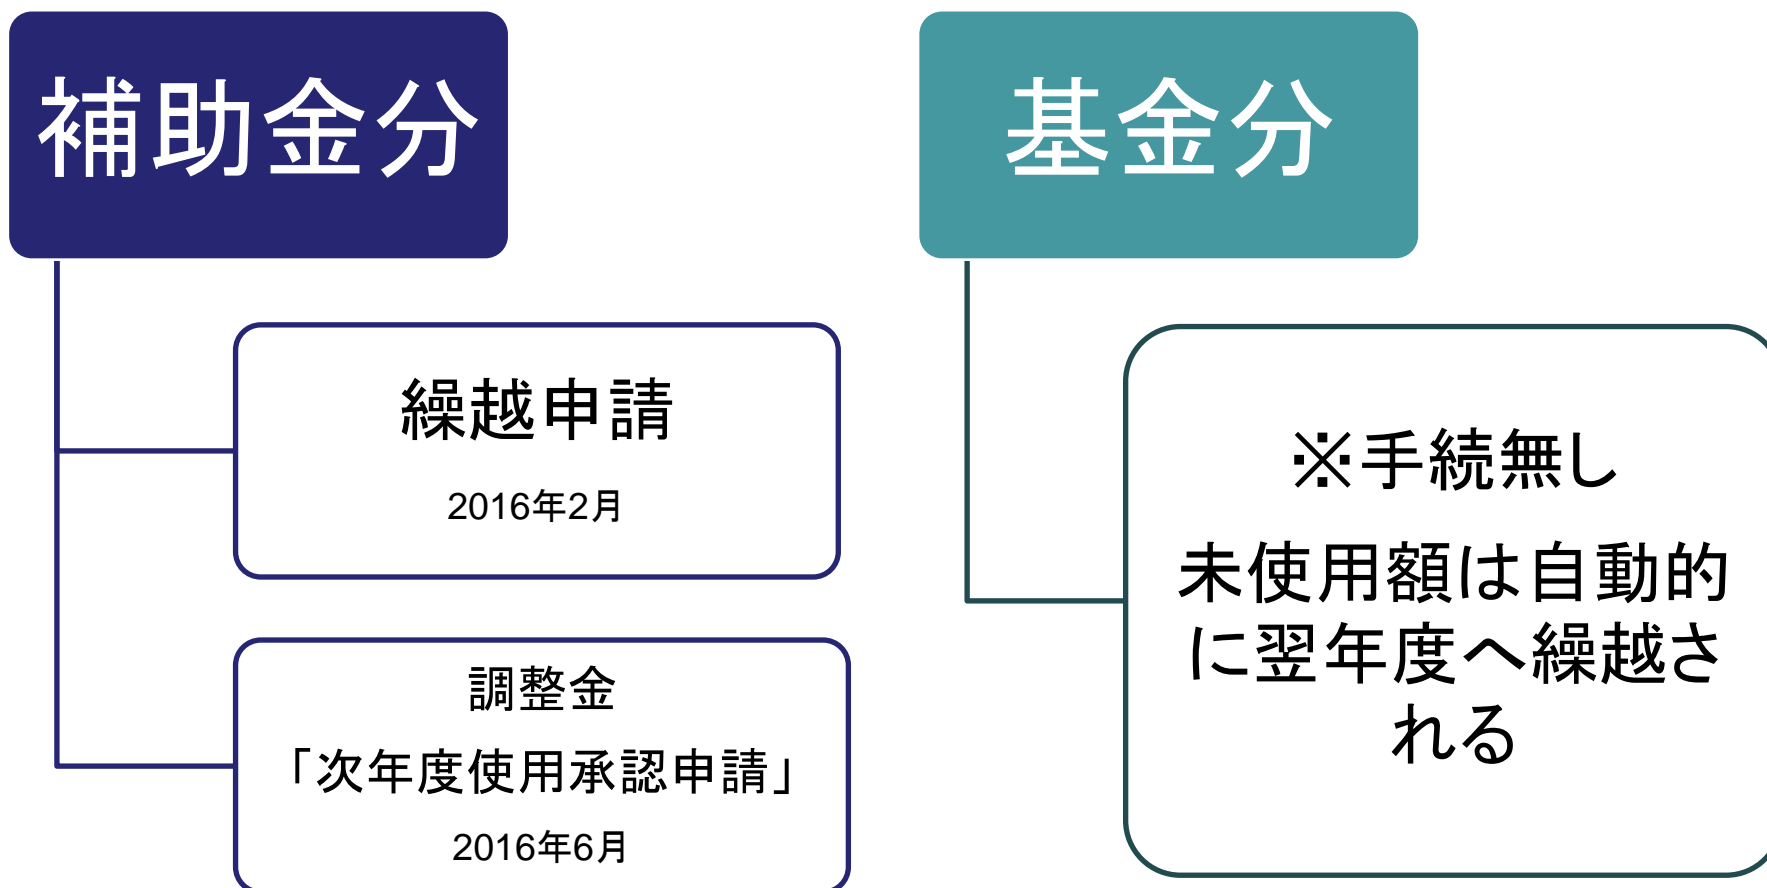 補助金分
繰越申請
2016年2月
調整金
「次年度使用承認申請」
2016年6月
基金分
※手続無し
未使用額は自動的
に翌年度へ繰越さ
れる